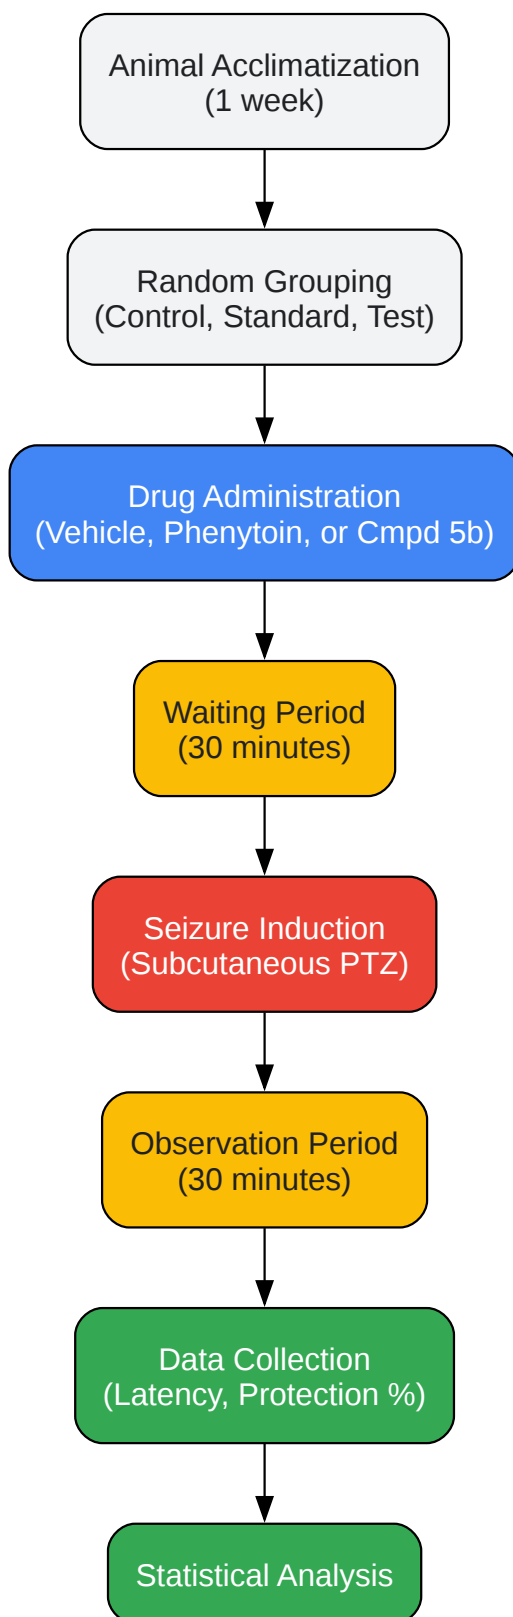 Animal Acclimatization
(1 week)
Random Grouping
(Control, Standard, Test)
Drug Administration
(Vehicle, Phenytoin, or Cmpd 5b)
Waiting Period
(30 minutes)
Seizure Induction
(Subcutaneous PTZ)
Observation Period
(30 minutes)
Data Collection
(Latency, Protection %)
Statistical Analysis